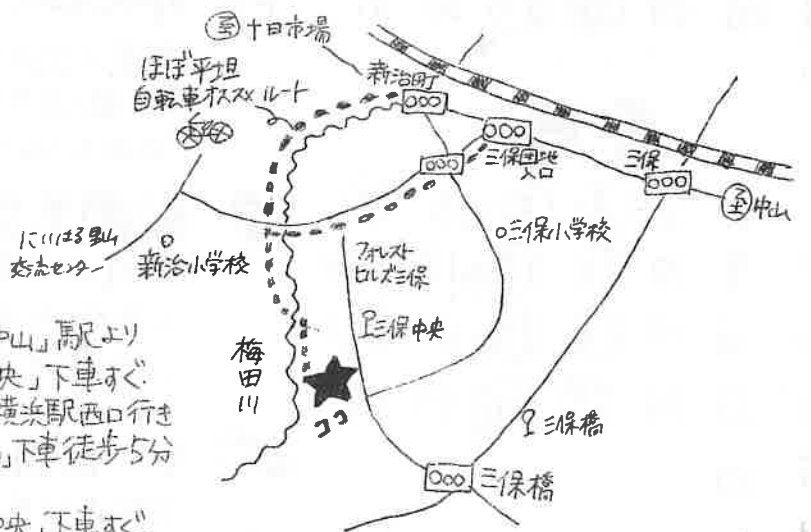 至 十日市場
ほぼ平坦
自転車オススメルート
新治町
三保団地
入口
三保
至 中山
にいはる里山
交流センター
新治小学校
三保小学校
フォレスト
ヒルズ三保
三保中央
梅田川
ココ
三保橋
三保橋
中山」駅より
央」下車すぐ
横浜駅西口行き
」下車徒歩5分
央」下車すぐ